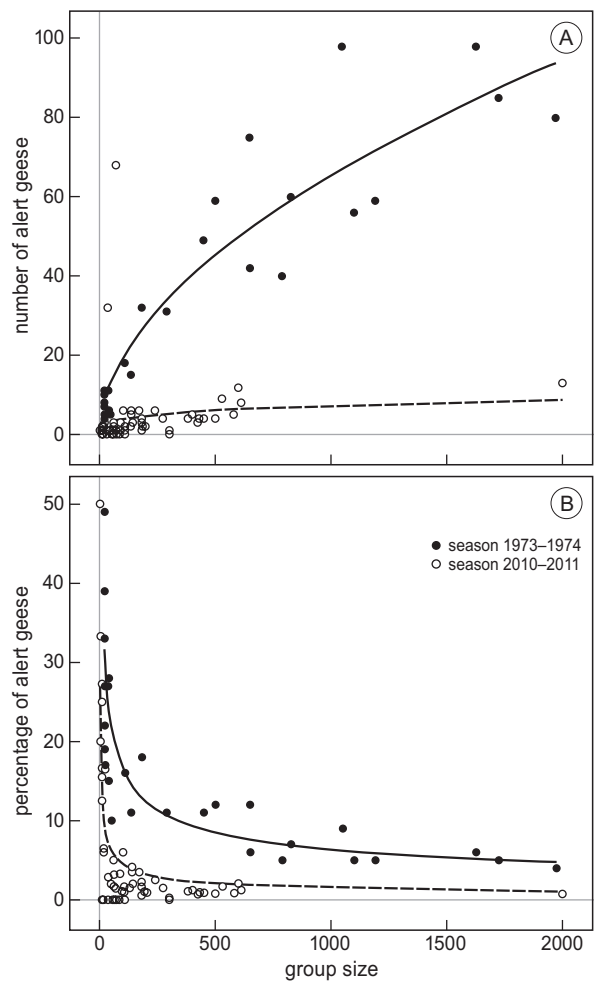 A
100
80
60
40
20
0
number of alert geese
B
season 1973–1974
season 2010–2011
50
40
30
20
10
0
percentage of alert geese
0 500 1000 1500 2000
group size